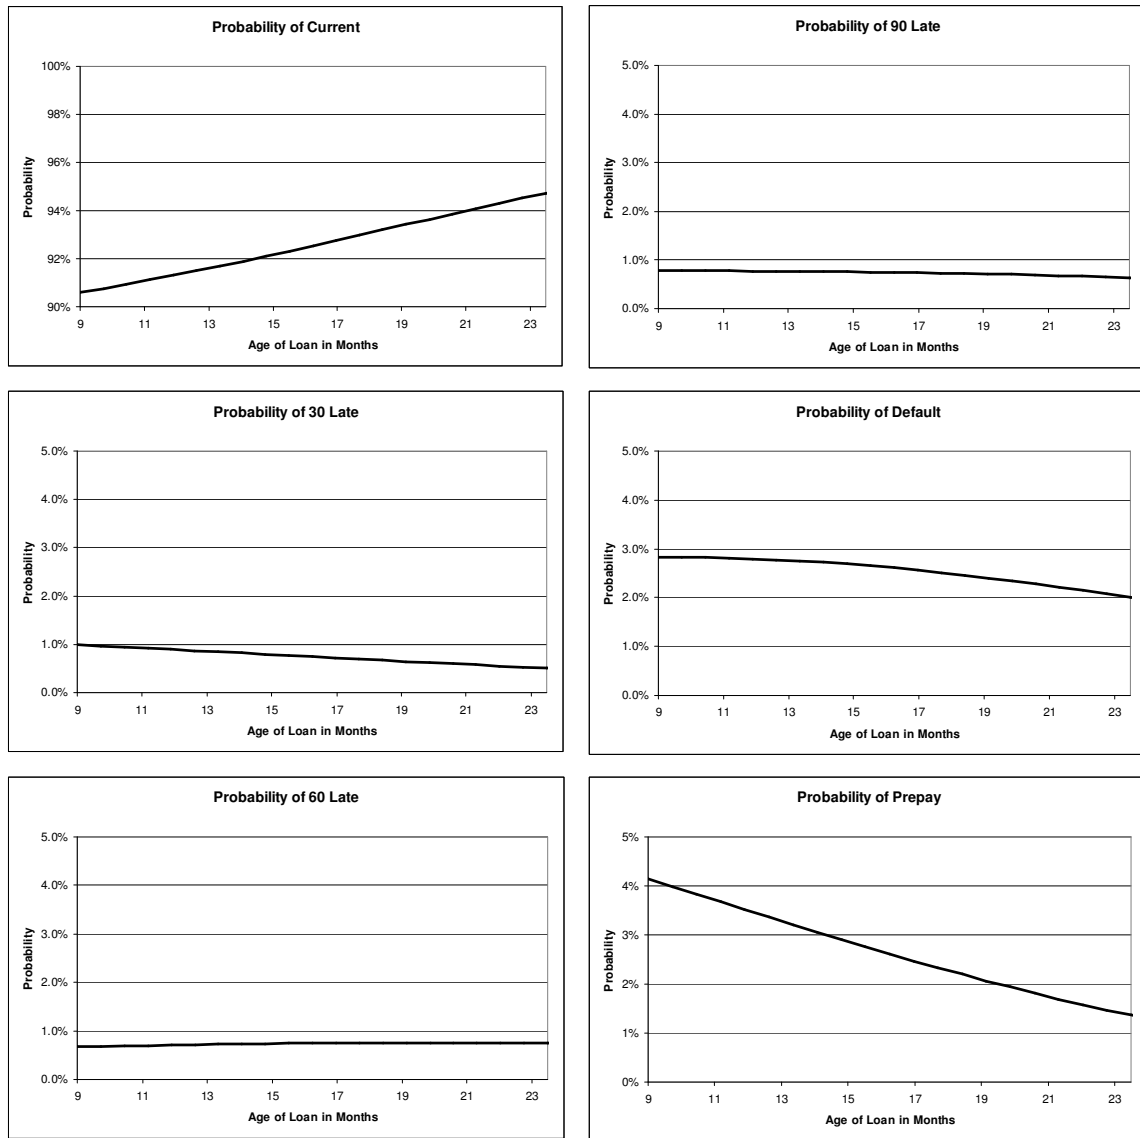 Probability of Current
100%
98%
96%
94%
92%
90%
Probability
9 11 13 15 17 19 21 23
Age of Loan in Months
Probability of 90 Late
5.0%
4.0%
3.0%
2.0%
1.0%
0.0%
Probability
9 11 13 15 17 19 21 23
Age of Loan in Months
Probability of 30 Late
5.0%
4.0%
3.0%
2.0%
1.0%
0.0%
Probability
9 11 13 15 17 19 21 23
Age of Loan in Months
Probability of Default
5.0%
4.0%
3.0%
2.0%
1.0%
0.0%
Probability
9 11 13 15 17 19 21 23
Age of Loan in Months
Probability of 60 Late
5.0%
4.0%
3.0%
2.0%
1.0%
0.0%
Probability
9 11 13 15 17 19 21 23
Age of Loan in Months
Probability of Prepay
5%
4%
3%
2%
1%
0%
Probability
9 11 13 15 17 19 21 23
Age of Loan in Months